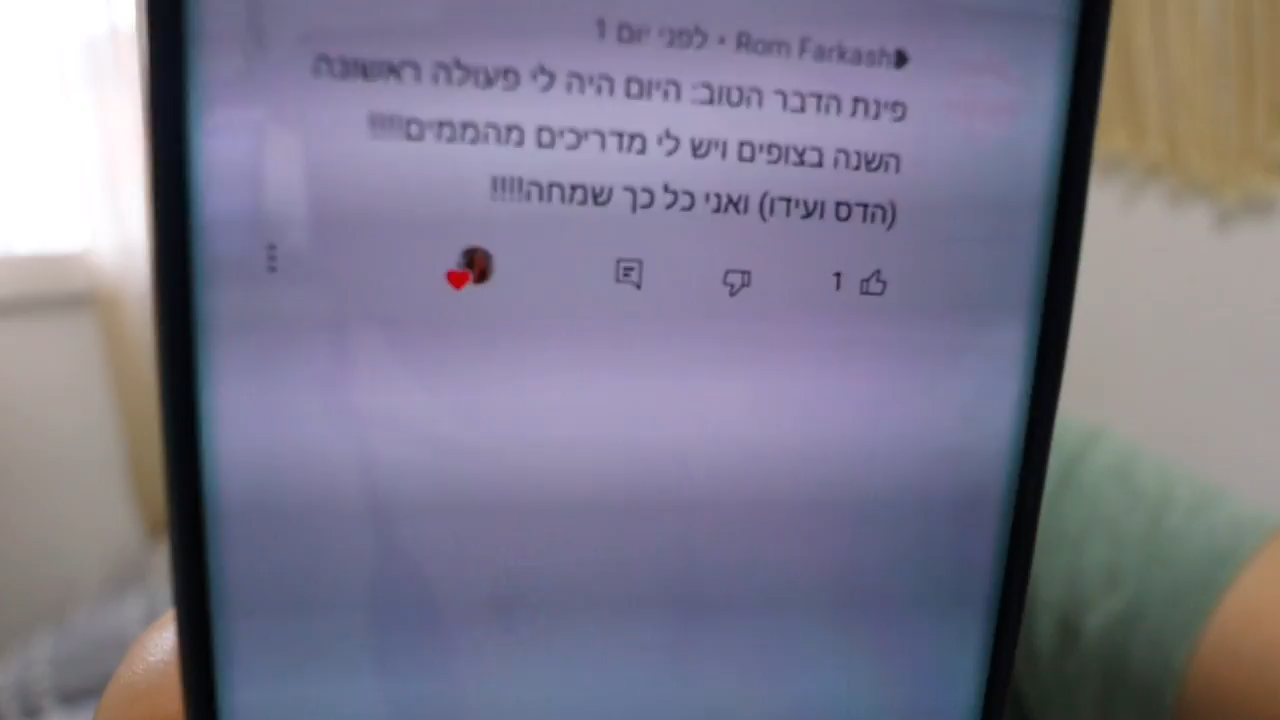 Rom Farkash • לפני יום 1
פינת הדבר הטוב: היום היה לי פעולה ראשונה
השנה בצופים ויש לי מדריכים מהממים!!!!!
(הדס ועידו) ואני כל כך שמחה!!!!!
1